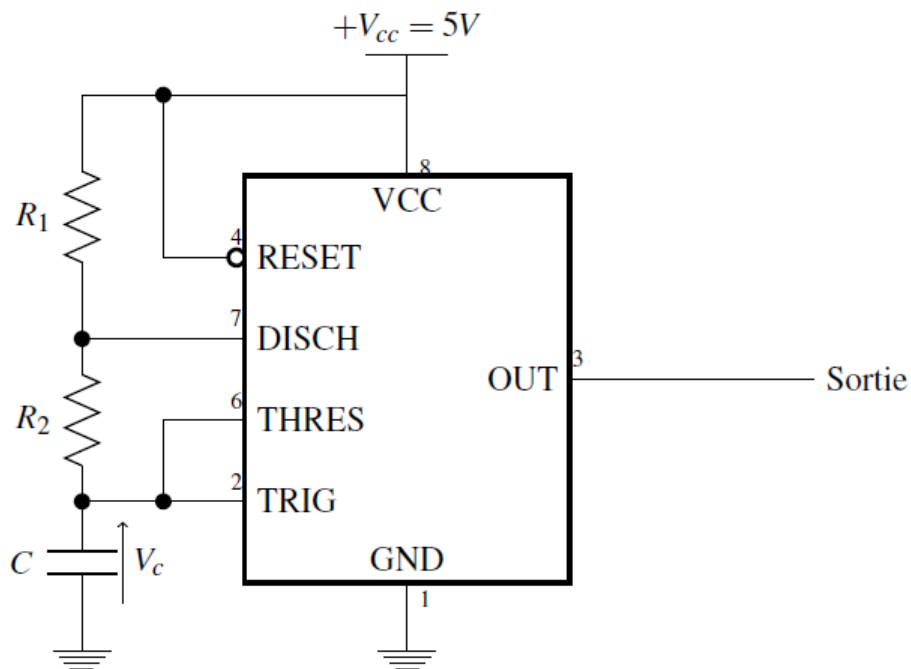 +Vcc = 5V
8
VCC
R1
4
RESET
7
DISCH
3
OUT
Sortie
R2
6
THRES
2
TRIG
C
Vc
GND
1